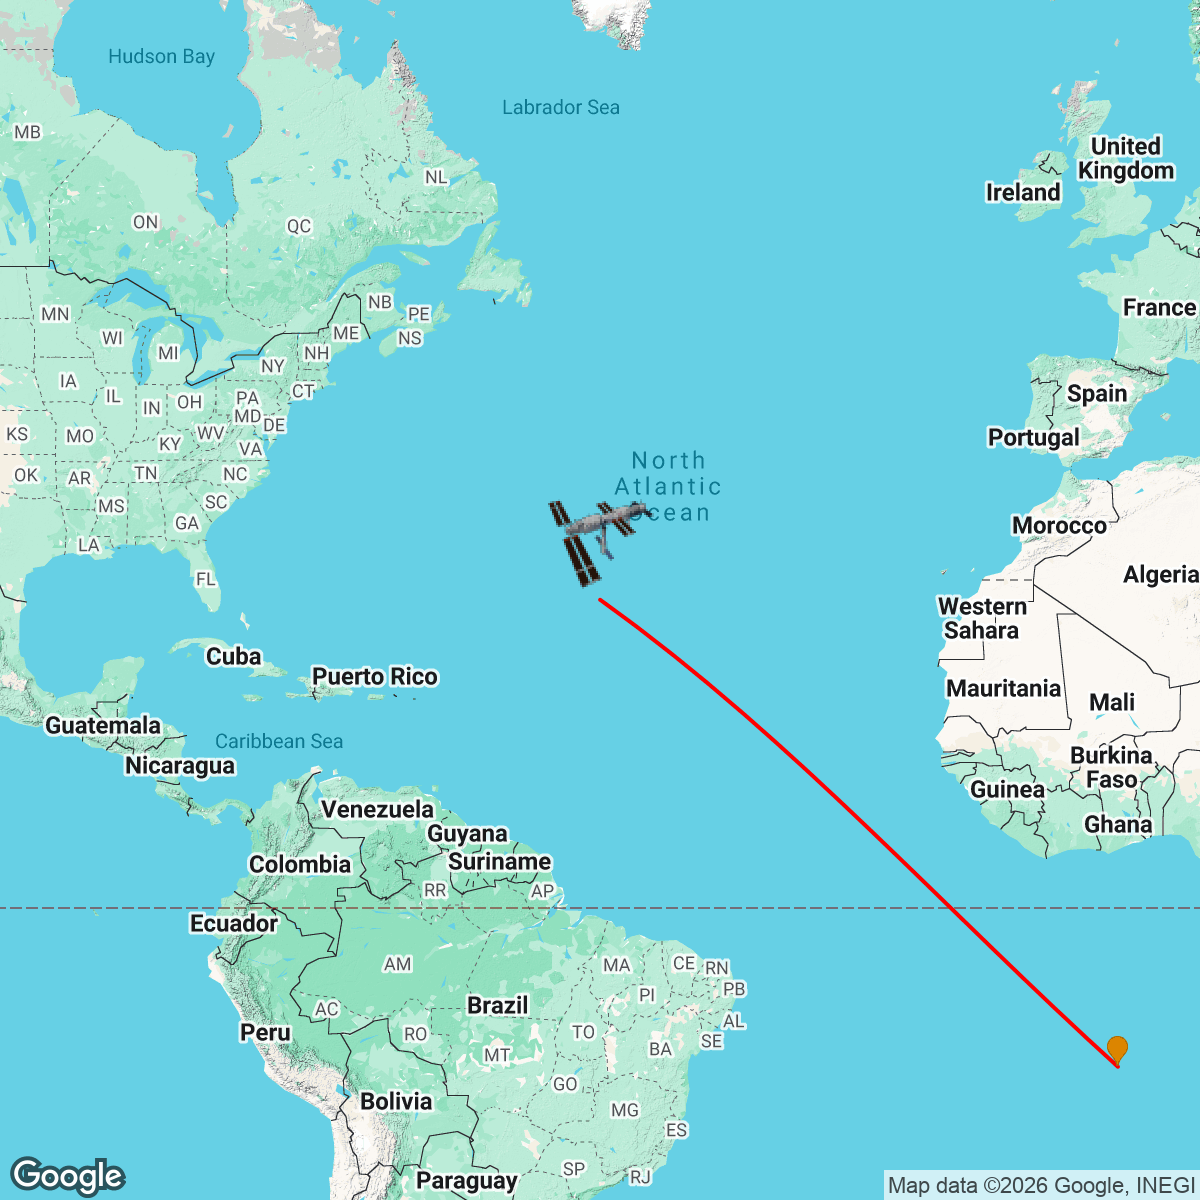 Hudson Bay
Labrador Sea
MB
United
Kingdom
Ireland
NL
ON
QC
NB
PE
France
MN
WI
ME
NS
MI
NH
NY
IA
IL
PA
CT
Spain
IN
OH
MD
DE
KS
MO
KY
WV
VA
Portugal
North
Atlantic
Ocean
OK
AR
TN
NC
MS
SC
GA
Morocco
LA
FL
Algeria
Western
Sahara
Cuba
Puerto Rico
Mauritania
Mali
Guatemala
Caribbean Sea
Nicaragua
Burkina
Faso
Guinea
Venezuela
Ghana
Guyana
Suriname
Colombia
RR
AP
Ecuador
AM
MA
CE
RN
PI
PB
AC
Brazil
AL
Peru
RO
TO
SE
MT
BA
GO
Bolivia
MG
ES
SP
RJ
Paraguay
Google
Map data ©2026 Google, INEGI